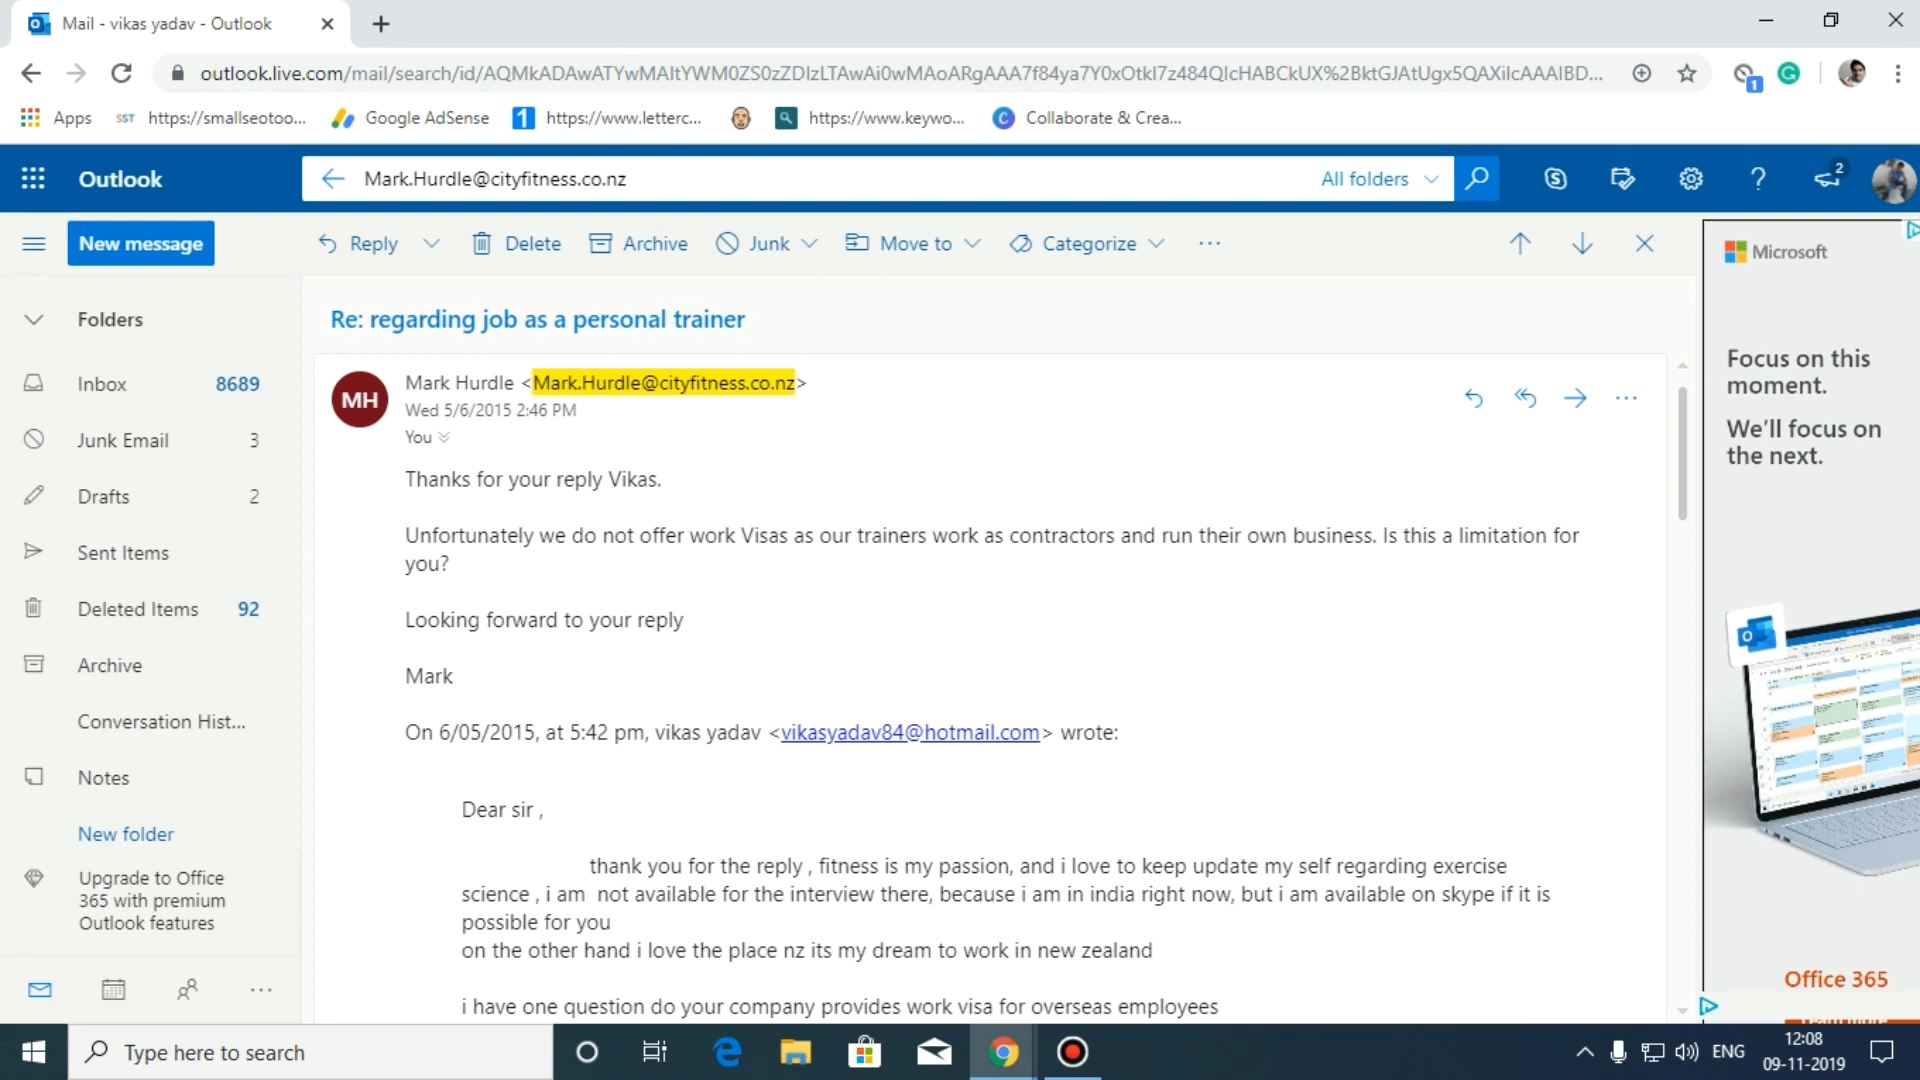 Mail - vikas yadav - Outlook
outlook.live.com/mail/search/id/AQMkADAwATYwMAItYWM0ZS0zZDIzLTAwAi0wMAoARgAAA7f84ya7Y0xOtkI7z484QIcHABCkUX%2BktGJAtUgx5QAXiIcAAAIBD...
1
Apps
SST
https://smallseotoo...
Google AdSense
1
https://www.letterc...
https://www.keywo...
C
Collaborate & Crea...
Outlook
Mark.Hurdle@cityfitness.co.nz
All folders
2
New message
Reply
Delete
Archive
Junk
Move to
Categorize
Folders
Inbox 8689
Junk Email 3
Drafts 2
Sent Items
Deleted Items 92
Archive
Conversation Hist...
Notes
New folder
Upgrade to Office
365 with premium
Outlook features
Re: regarding job as a personal trainer
MH
Mark Hurdle <Mark.Hurdle@cityfitness.co.nz>
Wed 5/6/2015 2:46 PM
You
Thanks for your reply Vikas.
Unfortunately we do not offer work Visas as our trainers work as contractors and run their own business. Is this a limitation for
you?
Looking forward to your reply
Mark
On 6/05/2015, at 5:42 pm, vikas yadav <vikasyadav84@hotmail.com> wrote:
Dear sir ,
thank you for the reply , fitness is my passion, and i love to keep update my self regarding exercise
science , i am  not available for the interview there, because i am in india right now, but i am available on skype if it is
possible for you
on the other hand i love the place nz its my dream to work in new zealand
i have one question do your company provides work visa for overseas employees
Microsoft
Focus on this
moment.
We'll focus on
the next.
Office 365
Type here to search
ENG
12:08
09-11-2019